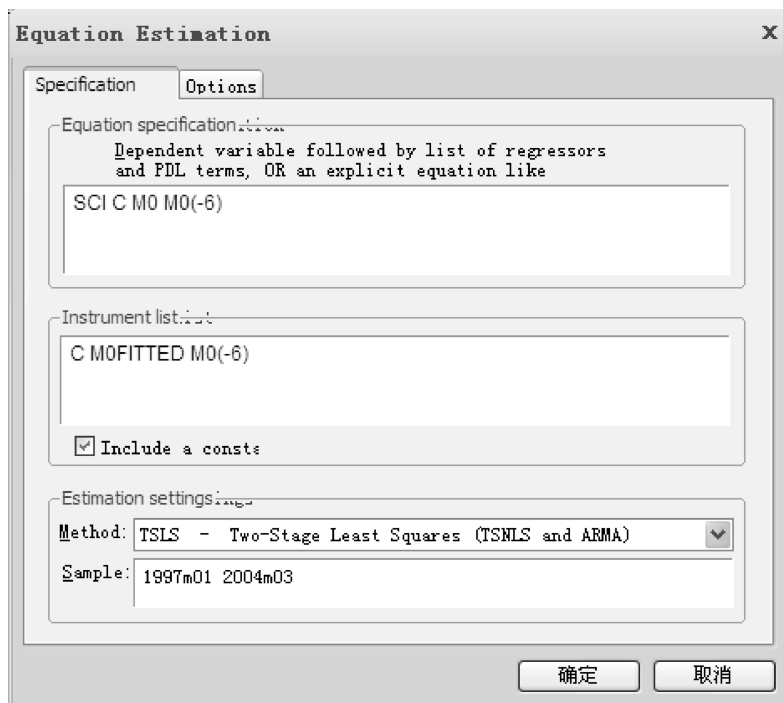 Equation Estimation x
Specification Options
Equation specification
Dependent variable followed by list of regressors
and PDL terms, OR an explicit equation like
SCI C M0 M0(-6)
Instrument list
C M0FITTED M0(-6)
Include a consta
Estimation settings
Method: TSLS - Two-Stage Least Squares (TSNLS and ARMA)
Sample: 1997m01 2004m03
确定 取消